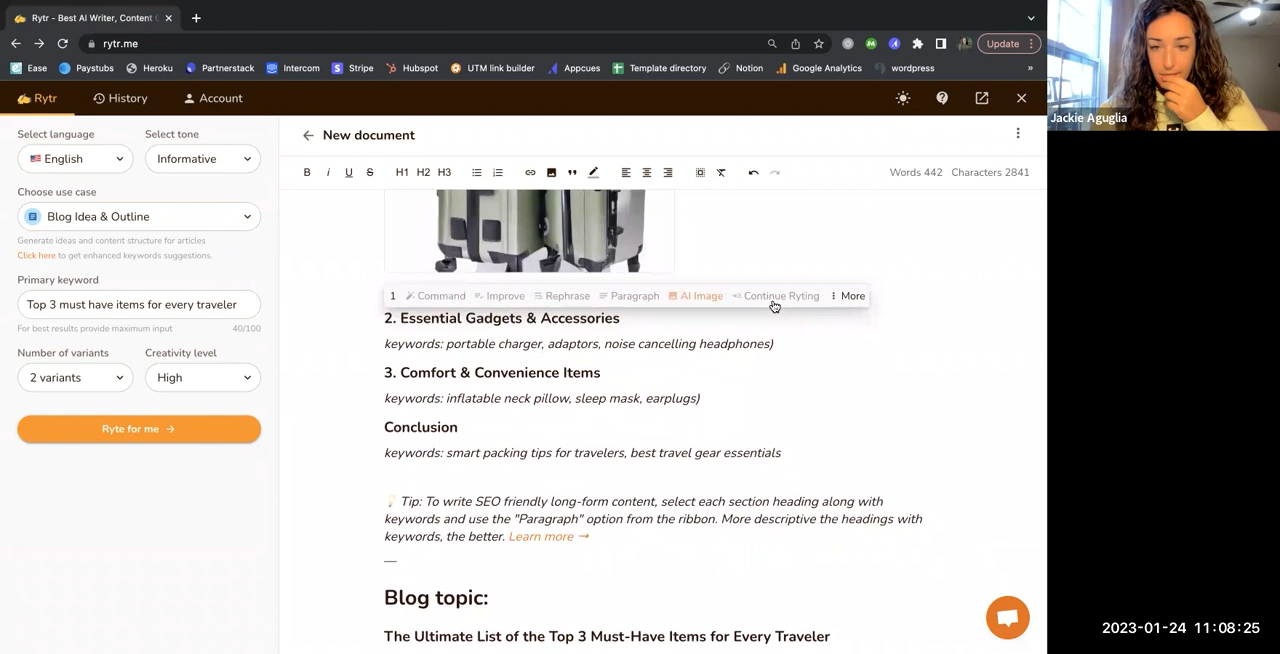 Rytr - Best AI Writer, Content
rytr.me
Update
Ease Paystubs Heroku Partnerstack Intercom Stripe Hubspot UTM link builder Appcues Template directory Notion Google Analytics wordpress »
Rytr History Account
Jackie Aguglia
Select language Select tone
English Informative
Choose use case
Blog Idea & Outline
Generate ideas and content structure for articles
Click here to get enhanced keywords suggestions.
Primary keyword
Top 3 must have items for every traveler
For best results provide maximum input 40/100
Number of variants Creativity level
2 variants High
Ryte for me →
← New document
B i U S H1 H2 H3 Words 442 Characters 2841
1 Command Improve Rephrase Paragraph AI Image Continue Ryting More
2. Essential Gadgets & Accessories
keywords: portable charger, adaptors, noise cancelling headphones)
3. Comfort & Convenience Items
keywords: inflatable neck pillow, sleep mask, earplugs)
Conclusion
keywords: smart packing tips for travelers, best travel gear essentials
💡 Tip: To write SEO friendly long-form content, select each section heading along with
keywords and use the "Paragraph" option from the ribbon. More descriptive the headings with
keywords, the better. Learn more →
—
Blog topic:
The Ultimate List of the Top 3 Must-Have Items for Every Traveler
2023-01-24 11:08:25